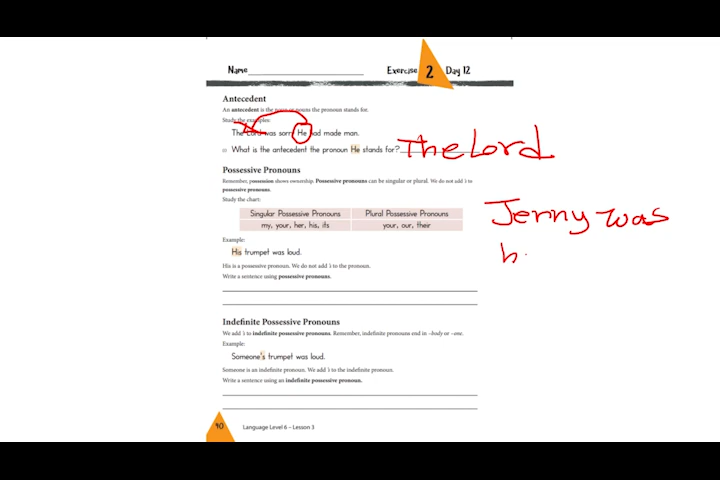 Name
Exercise 2 Day 12
Antecedent
An antecedent is the noun or nouns the pronoun stands for.
Study the examples:
The Lord was sorry He had made man.
What is the antecedent the pronoun He stands for? The Lord
Possessive Pronouns
Remember, possession shows ownership. Possessive pronouns can be singular or plural. We do not add 's to
possessive pronouns.
Study the chart:
Singular Possessive Pronouns Plural Possessive Pronouns
my, your, her, his, its your, our, their
Jenny was
h
Example:
His trumpet was loud.
His is a possessive pronoun. We do not add 's to the pronoun.
Write a sentence using possessive pronouns.
Indefinite Possessive Pronouns
We add 's to indefinite possessive pronouns. Remember, indefinite pronouns end in -body or -one.
Example:
Someone's trumpet was loud.
Someone is an indefinite pronoun. We add 's to the indefinite pronoun.
Write a sentence using an indefinite possessive pronoun.
90 Language Level 6 – Lesson 3